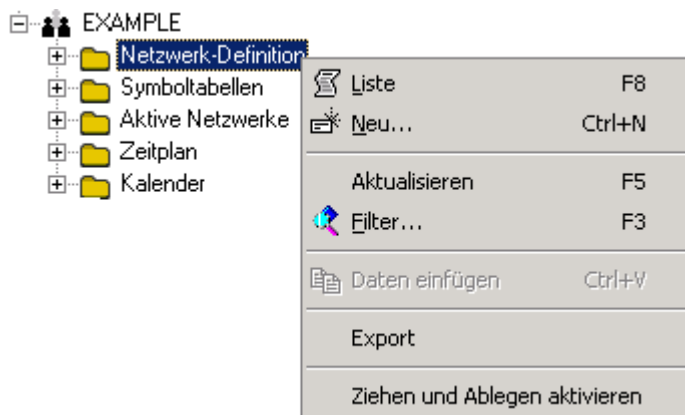 EXAMPLE
Netzwerk-Definition
Symboltabellen
Aktive Netzwerke
Zeitplan
Kalender
Liste F8
Neu... Ctrl+N
Aktualisieren F5
Filter... F3
Daten einfügen Ctrl+V
Export
Ziehen und Ablegen aktivieren